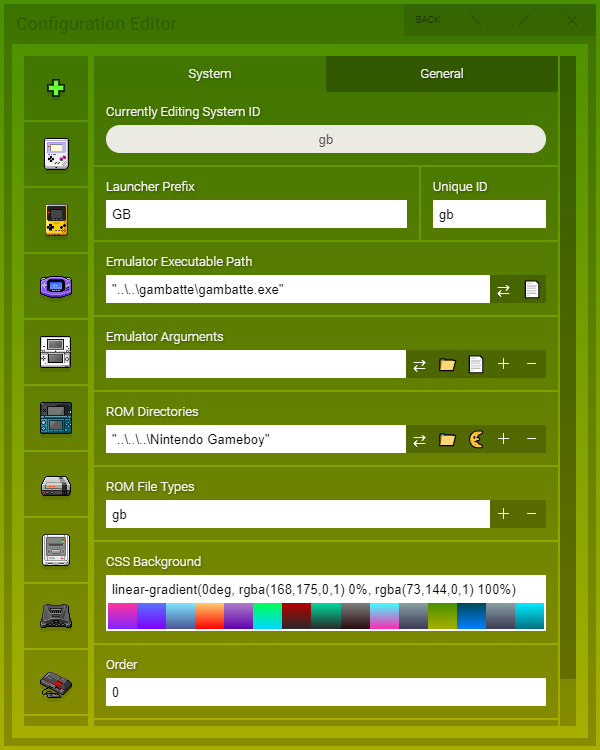 Configuration Editor
BACK
System
General
Currently Editing System ID
gb
Launcher Prefix
Unique ID
GB
gb
Emulator Executable Path
"..\..\gambatte\gambatte.exe"
Emulator Arguments
ROM Directories
"..\..\..\Nintendo Gameboy"
ROM File Types
gb
CSS Background
linear-gradient(0deg, rgba(168,175,0,1) 0%, rgba(73,144,0,1) 100%)
Order
0